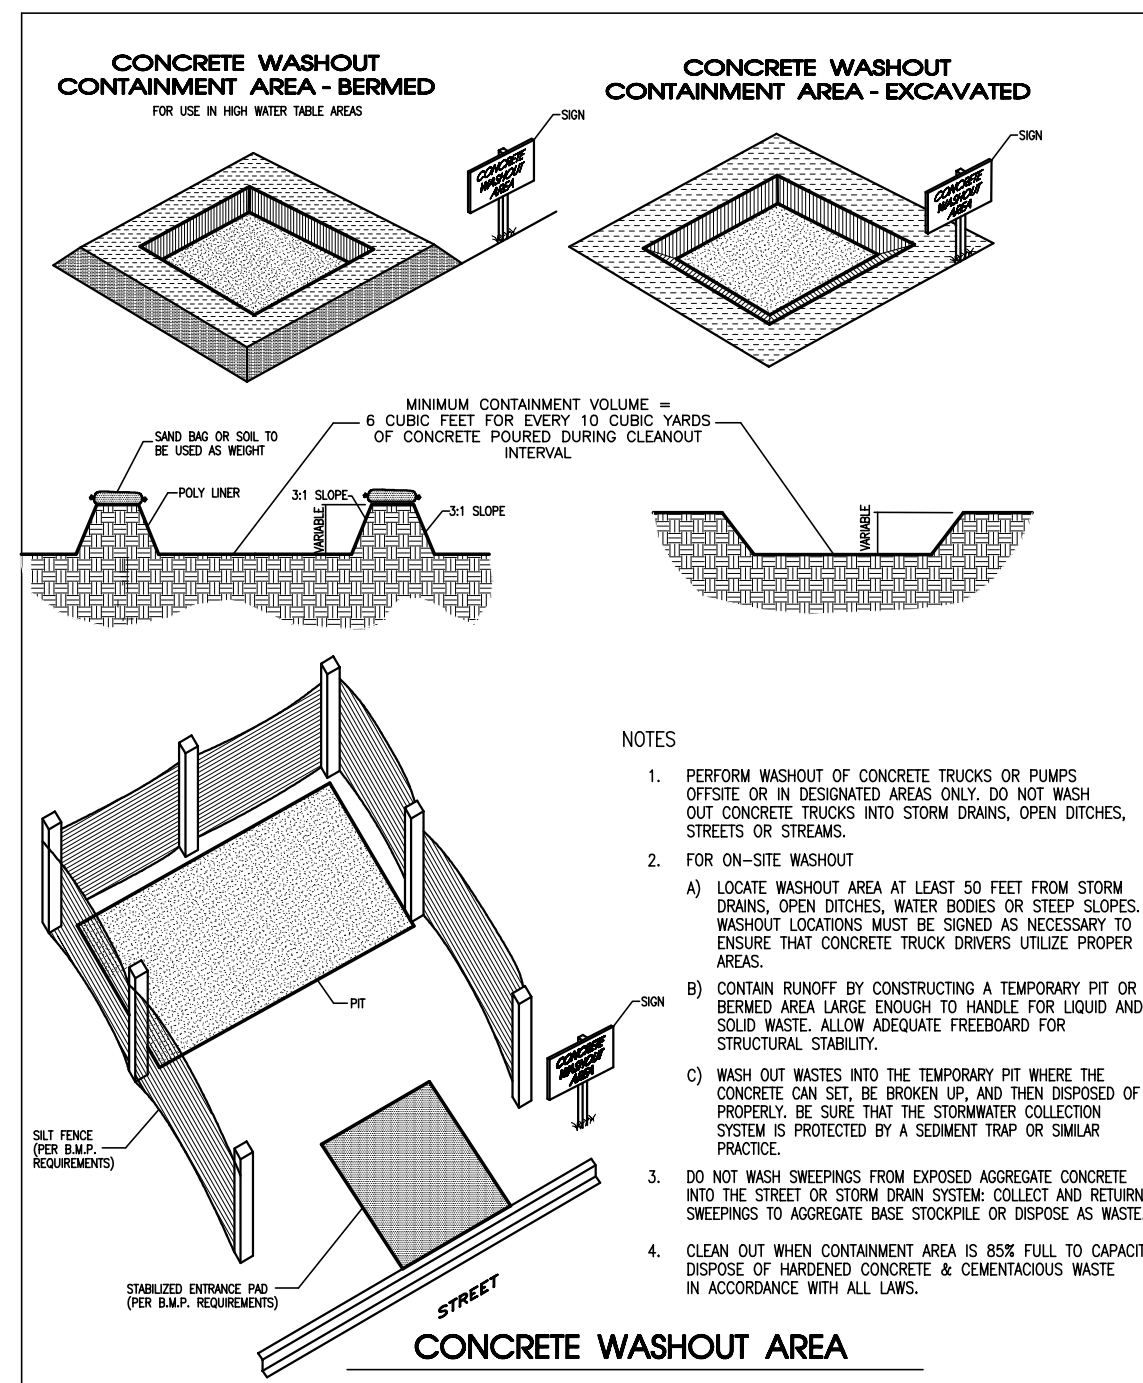 CONCRETE WASHOUT
CONTAINMENT AREA - BERMED
FOR USE IN HIGH WATER TABLE AREAS
SIGN
CONCRETE
WASHOUT
AREA
CONCRETE WASHOUT
CONTAINMENT AREA - EXCAVATED
SIGN
CONCRETE
WASHOUT
AREA
MINIMUM CONTAINMENT VOLUME =
6 CUBIC FEET FOR EVERY 10 CUBIC YARDS
OF CONCRETE POURED DURING CLEANOUT
INTERVAL
SAND BAG OR SOIL TO
BE USED AS WEIGHT
POLY LINER
3:1 SLOPE
VARIABLE
3:1 SLOPE
VARIABLE
PIT
SIGN
CONCRETE
WASHOUT
AREA
SILT FENCE
(PER B.M.P.
REQUIREMENTS)
STABILIZED ENTRANCE PAD
(PER B.M.P. REQUIREMENTS)
STREET
NOTES
1. PERFORM WASHOUT OF CONCRETE TRUCKS OR PUMPS
OFFSITE OR IN DESIGNATED AREAS ONLY. DO NOT WASH
OUT CONCRETE TRUCKS INTO STORM DRAINS, OPEN DITCHES,
STREETS OR STREAMS.
2. FOR ON-SITE WASHOUT
A) LOCATE WASHOUT AREA AT LEAST 50 FEET FROM STORM
DRAINS, OPEN DITCHES, WATER BODIES OR STEEP SLOPES.
WASHOUT LOCATIONS MUST BE SIGNED AS NECESSARY TO
ENSURE THAT CONCRETE TRUCK DRIVERS UTILIZE PROPER
AREAS.
B) CONTAIN RUNOFF BY CONSTRUCTING A TEMPORARY PIT OR
BERMED AREA LARGE ENOUGH TO HANDLE FOR LIQUID AND
SOLID WASTE. ALLOW ADEQUATE FREEBOARD FOR
STRUCTURAL STABILITY.
C) WASH OUT WASTES INTO THE TEMPORARY PIT WHERE THE
CONCRETE CAN SET, BE BROKEN UP, AND THEN DISPOSED OF
PROPERLY. BE SURE THAT THE STORMWATER COLLECTION
SYSTEM IS PROTECTED BY A SEDIMENT TRAP OR SIMILAR
PRACTICE.
3. DO NOT WASH SWEEPINGS FROM EXPOSED AGGREGATE CONCRETE
INTO THE STREET OR STORM DRAIN SYSTEM: COLLECT AND RETUIRN
SWEEPINGS TO AGGREGATE BASE STOCKPILE OR DISPOSE AS WASTE
4. CLEAN OUT WHEN CONTAINMENT AREA IS 85% FULL TO CAPACIT
DISPOSE OF HARDENED CONCRETE & CEMENTACIOUS WASTE
IN ACCORDANCE WITH ALL LAWS.
CONCRETE WASHOUT AREA